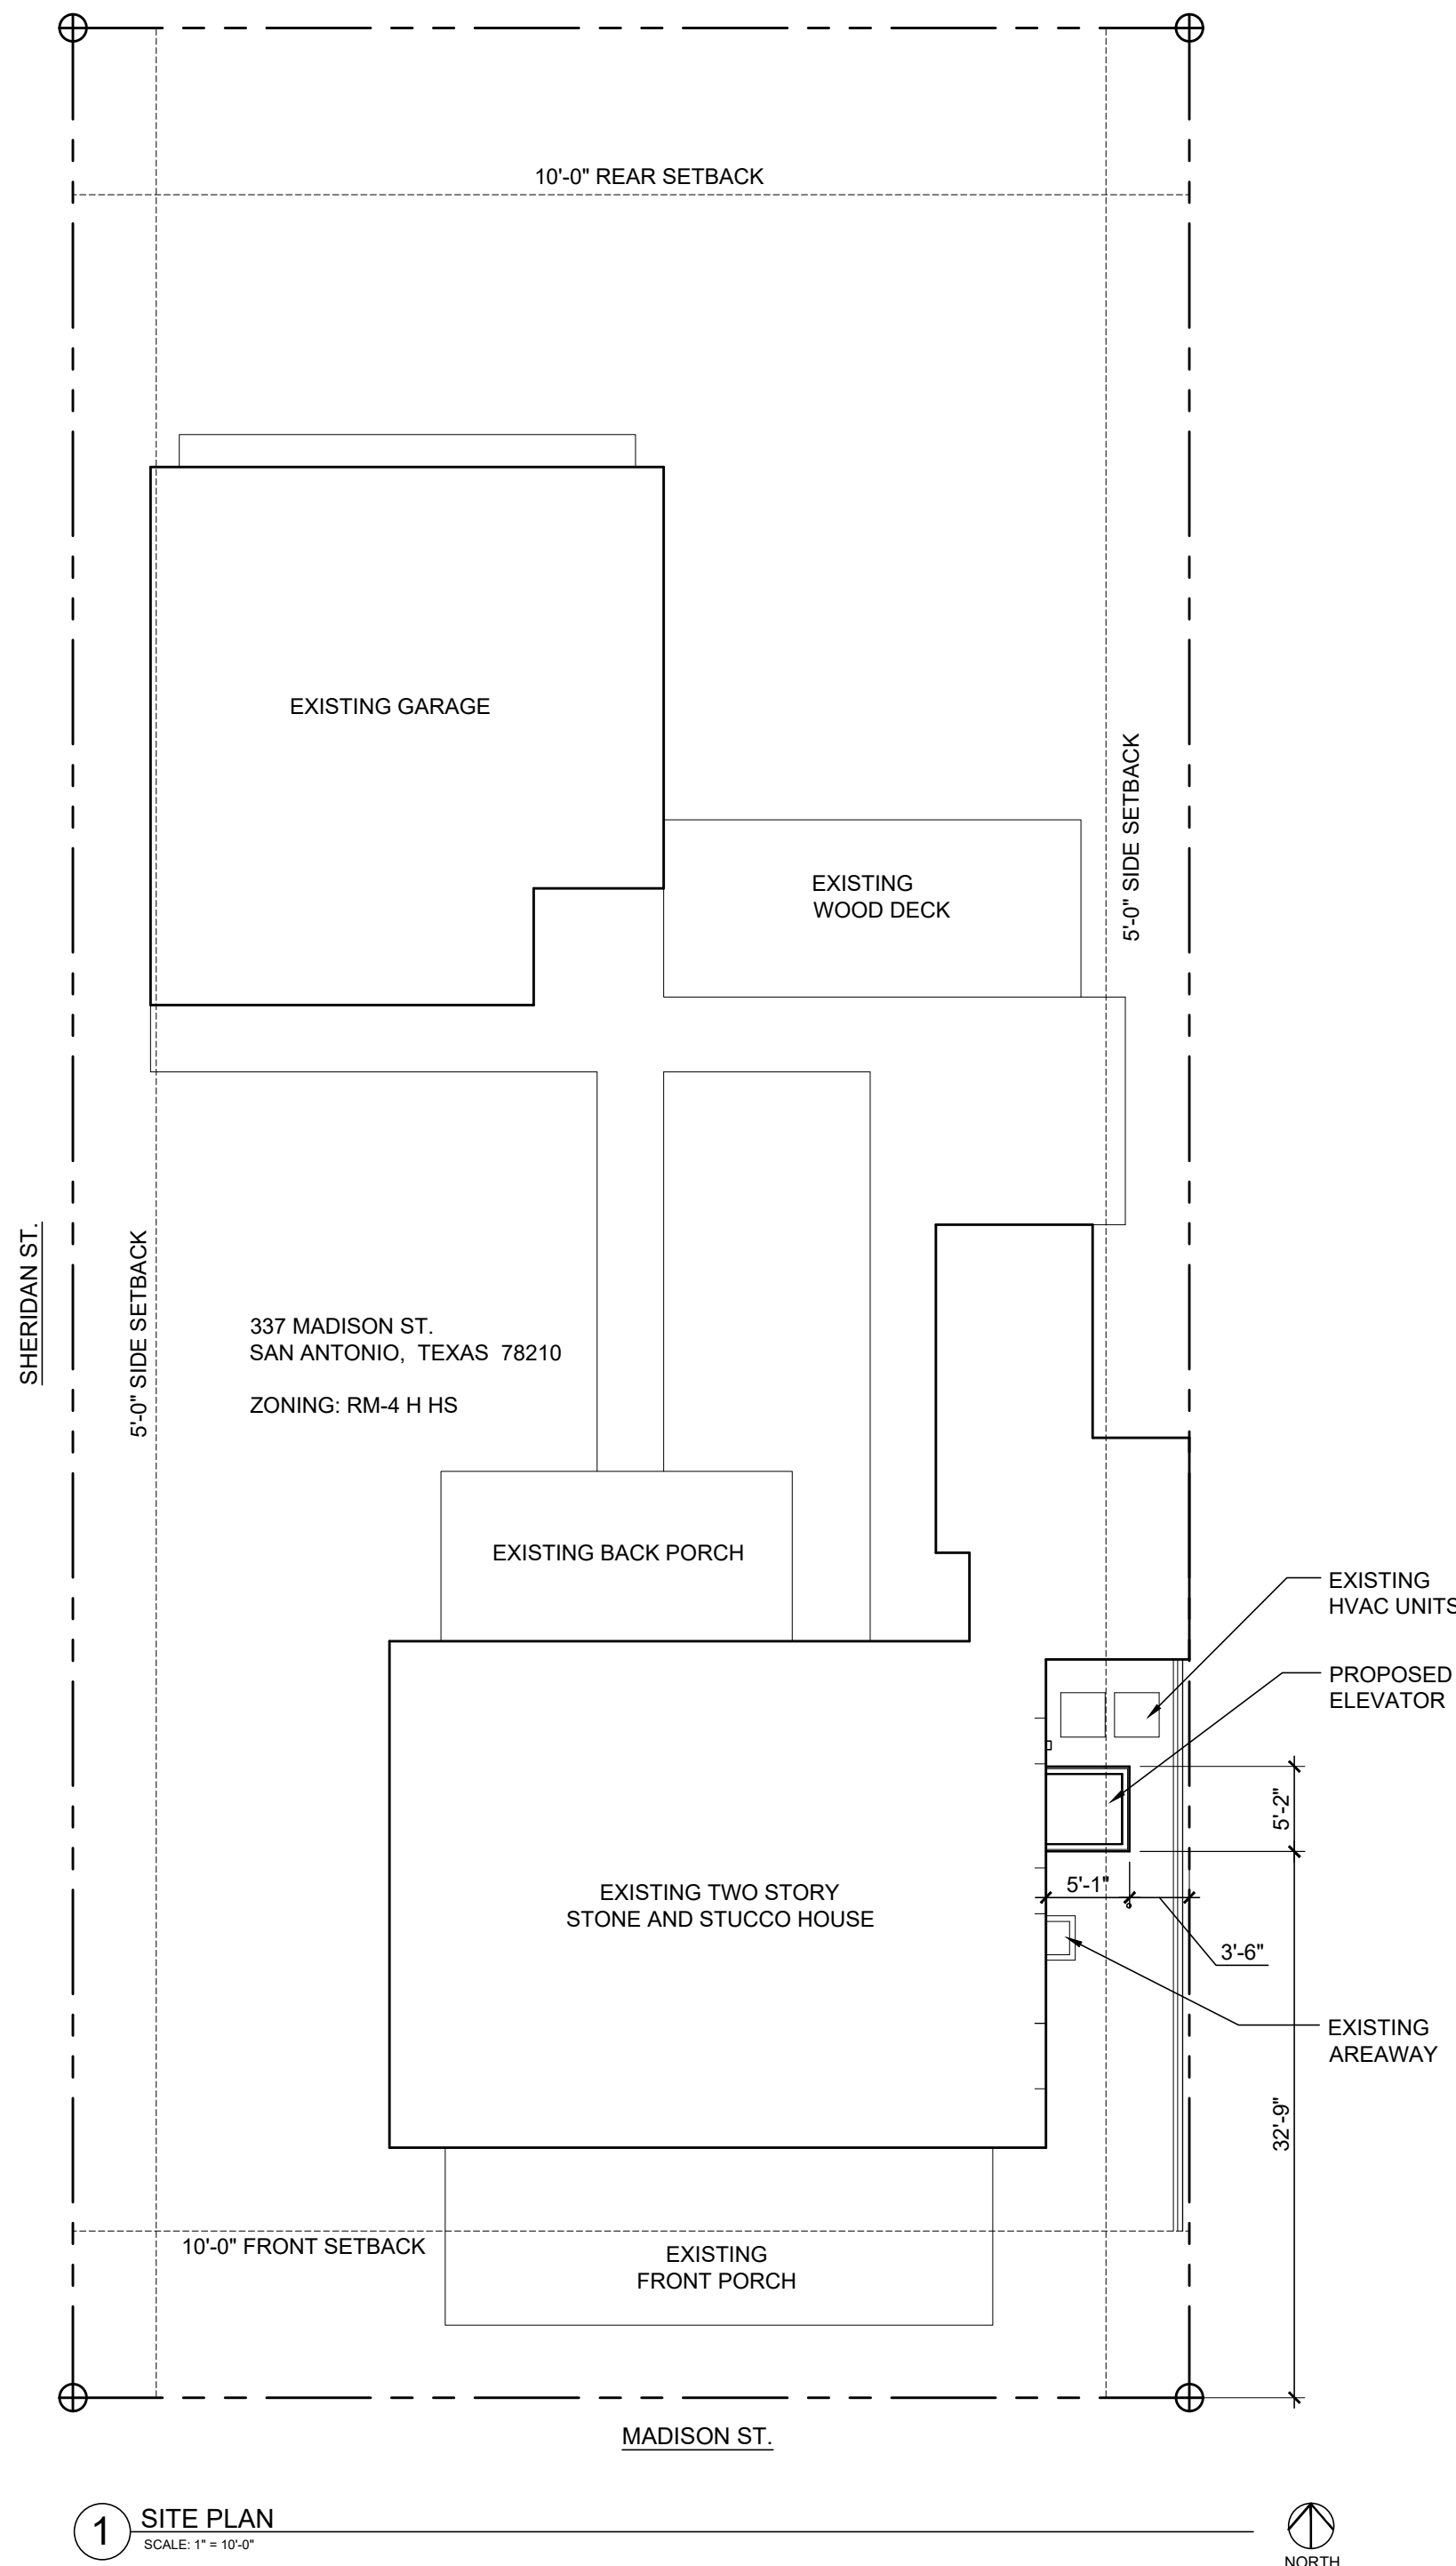 10'-0" REAR SETBACK
EXISTING GARAGE
EXISTING
WOOD DECK
5'-0" SIDE SETBACK
SHERIDAN ST.
5'-0" SIDE SETBACK
337 MADISON ST.
SAN ANTONIO, TEXAS 78210
ZONING: RM-4 H HS
EXISTING BACK PORCH
EXISTING
HVAC UNITS
PROPOSED
ELEVATOR
5'-2"
EXISTING TWO STORY
STONE AND STUCCO HOUSE
5'-1"
3'-6"
EXISTING
AREAWAY
32'-9"
10'-0" FRONT SETBACK
EXISTING
FRONT PORCH
MADISON ST.
1
SITE PLAN
SCALE: 1" = 10'-0"
NORTH